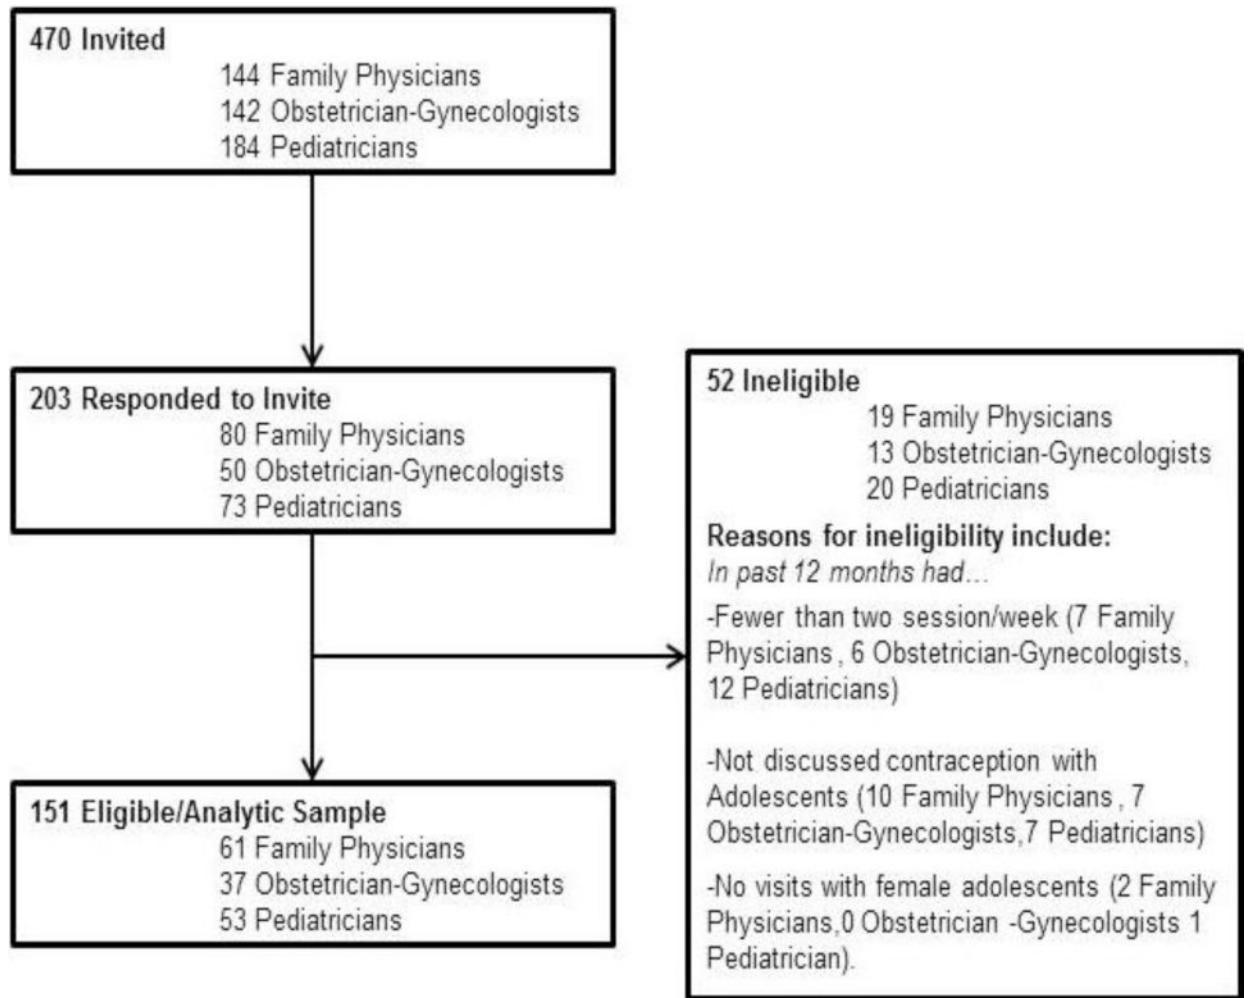 470 Invited
144 Family Physicians
142 Obstetrician-Gynecologists
184 Pediatricians
203 Responded to Invite
80 Family Physicians
50 Obstetrician-Gynecologists
73 Pediatricians
52 Ineligible
19 Family Physicians
13 Obstetrician-Gynecologists
20 Pediatricians
Reasons for ineligibility include:
In past 12 months had...
-Fewer than two session/week (7 Family
Physicians , 6 Obstetrician-Gynecologists,
12 Pediatricians)
-Not discussed contraception with
Adolescents (10 Family Physicians , 7
Obstetrician-Gynecologists,7 Pediatricians)
-No visits with female adolescents (2 Family
Physicians,0 Obstetrician -Gynecologists 1
Pediatrician).
151 Eligible/Analytic Sample
61 Family Physicians
37 Obstetrician-Gynecologists
53 Pediatricians